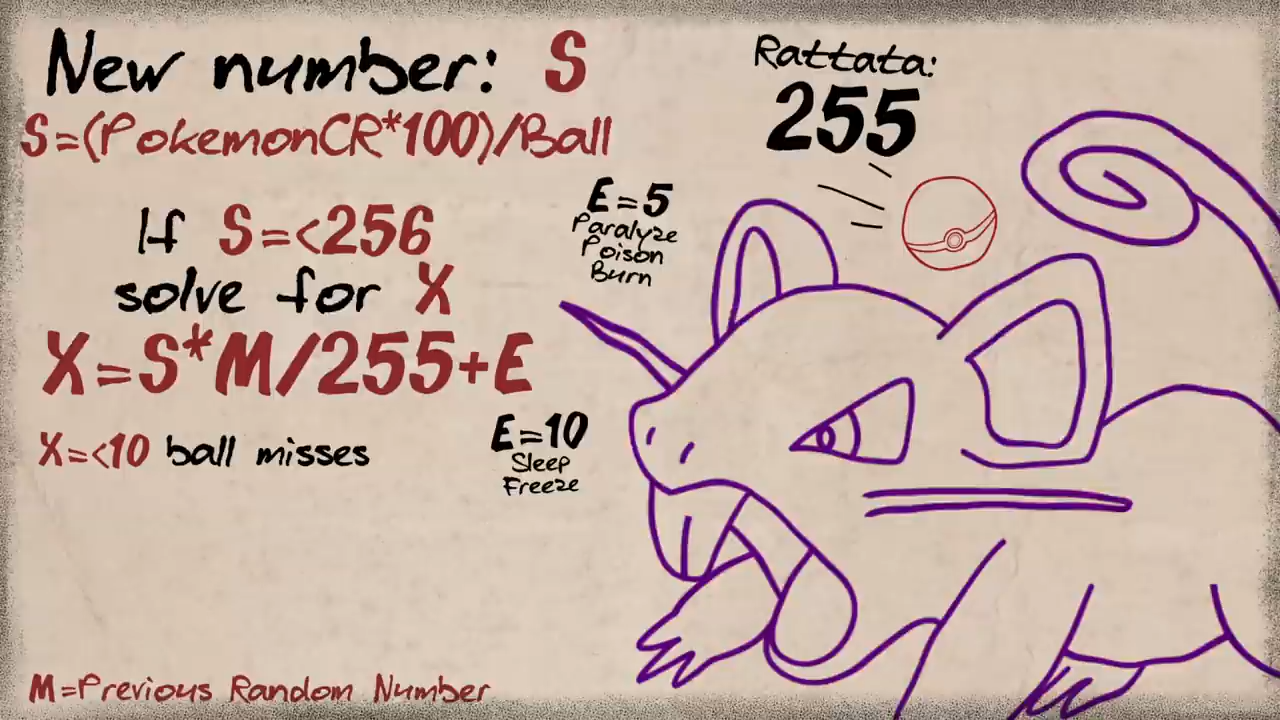 New number: S
S=(PokemonCR*100)/Ball
If S=<256
solve for X
X=S*M/255+E
X=<10 ball misses
E=5
Paralyze
Poison
Burn
E=10
Sleep
Freeze
Rattata:
255
M=Previous Random Number